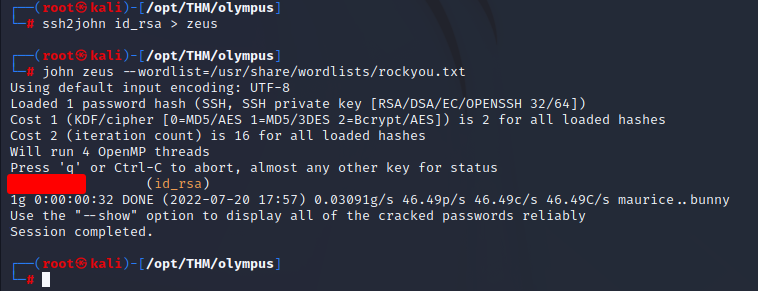 ┌──(root㉿kali)-[/opt/THM/olympus]
└─# ssh2john id_rsa > zeus
┌──(root㉿kali)-[/opt/THM/olympus]
└─# john zeus --wordlist=/usr/share/wordlists/rockyou.txt
Using default input encoding: UTF-8
Loaded 1 password hash (SSH, SSH private key [RSA/DSA/EC/OPENSSH 32/64])
Cost 1 (KDF/cipher [0=MD5/AES 1=MD5/3DES 2=Bcrypt/AES]) is 2 for all loaded hashes
Cost 2 (iteration count) is 16 for all loaded hashes
Will run 4 OpenMP threads
Press 'q' or Ctrl-C to abort, almost any other key for status
(id_rsa)
1g 0:00:00:32 DONE (2022-07-20 17:57) 0.03091g/s 46.49p/s 46.49c/s 46.49C/s maurice..bunny
Use the "--show" option to display all of the cracked passwords reliably
Session completed.
┌──(root㉿kali)-[/opt/THM/olympus]
└─#